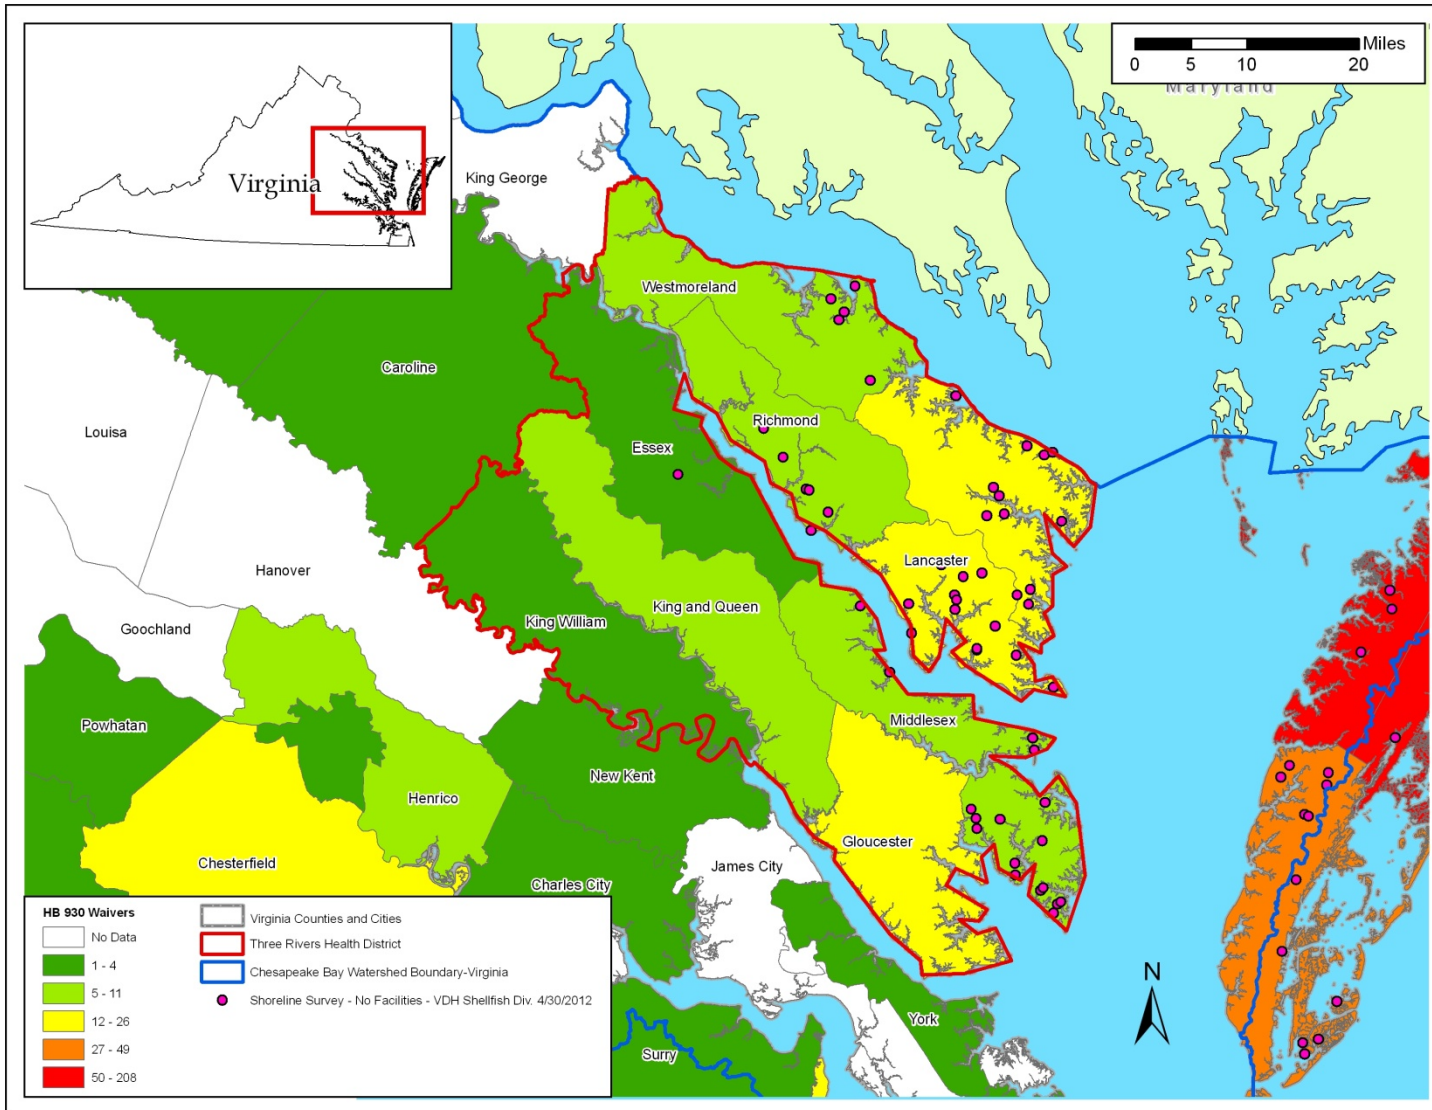 Miles
0 5 10 20
Maryland
Virginia
King George
Westmoreland
Caroline
Richmond
Louisa
Essex
Lancaster
Hanover
King and Queen
Goochland
King William
Middlesex
Powhatan
New Kent
Henrico
Gloucester
Chesterfield
James City
Charles City
York
Surry
N
HB 930 Waivers
No Data
1 - 4
5 - 11
12 - 26
27 - 49
50 - 208
Virginia Counties and Cities
Three Rivers Health District
Chesapeake Bay Watershed Boundary-Virginia
Shoreline Survey - No Facilities - VDH Shellfish Div. 4/30/2012